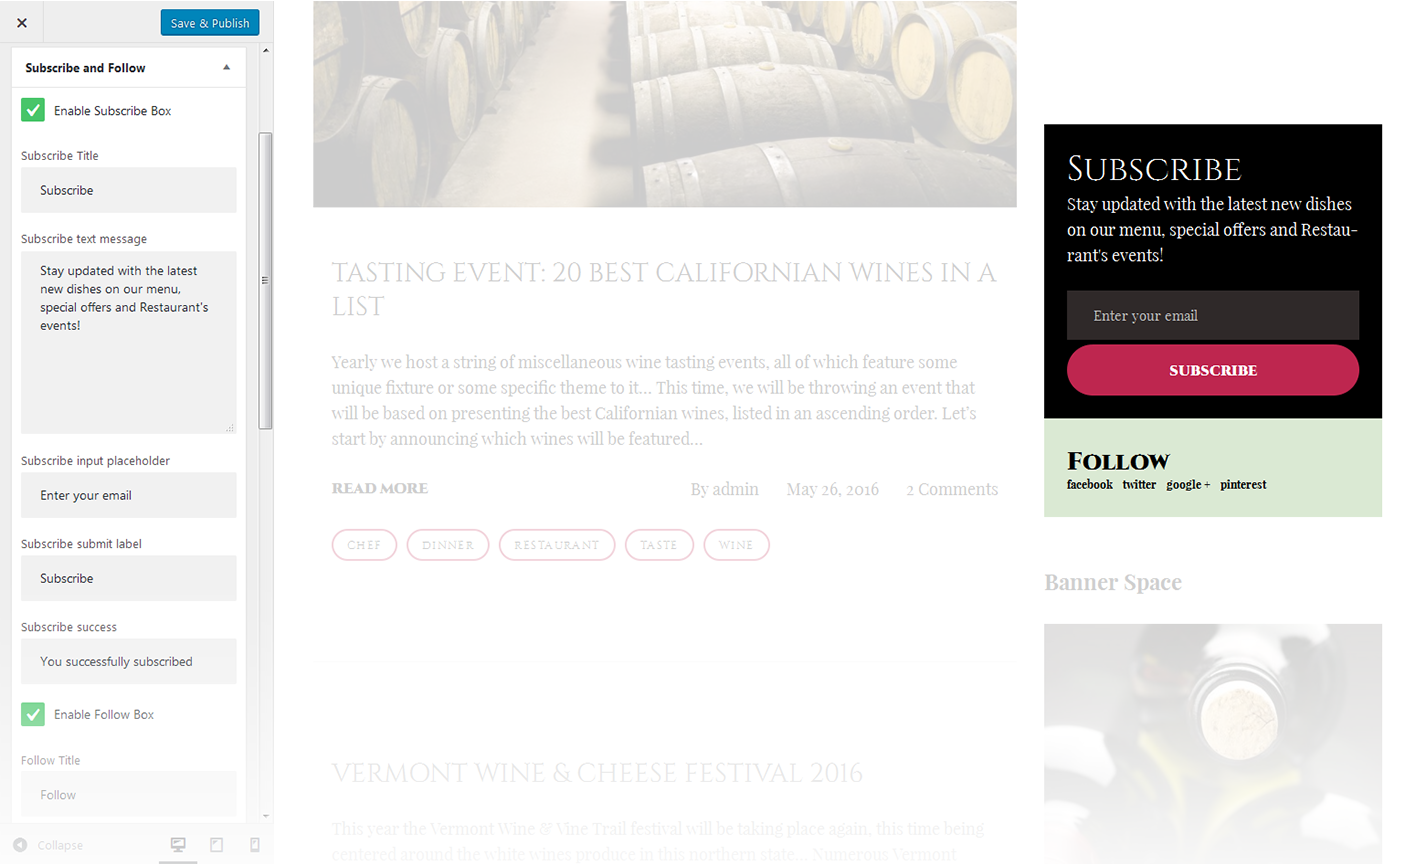 Save & Publish
Subscribe and Follow
Enable Subscribe Box
Subscribe Title
Subscribe
Subscribe text message
Stay updated with the latest
new dishes on our menu,
special offers and Restaurant's
events!
Subscribe input placeholder
Enter your email
Subscribe submit label
Subscribe
Subscribe success
You successfully subscribed
Enable Follow Box
Follow Title
Follow
Collapse
TASTING EVENT: 20 BEST CALIFORNIAN WINES IN A
LIST
Yearly we host a string of miscellaneous wine tasting events, all of which feature some
unique fixture or some specific theme to it... This time, we will be throwing an event that
will be based on presenting the best Californian wines, listed in an ascending order. Let's
start by announcing which wines will be featured...
READ MORE
By admin May 26, 2016 2 Comments
CHEF DINNER RESTAURANT TASTE WINE
VERMONT WINE & CHEESE FESTIVAL 2016
This year the Vermont Wine & Vine Trail festival will be taking place again, this time being
centered around the white wines produce in this northern state... Numerous Vermont
SUBSCRIBE
Stay updated with the latest new dishes
on our menu, special offers and Restau-
rant's events!
Enter your email
SUBSCRIBE
FOLLOW
facebook twitter google + pinterest
Banner Space